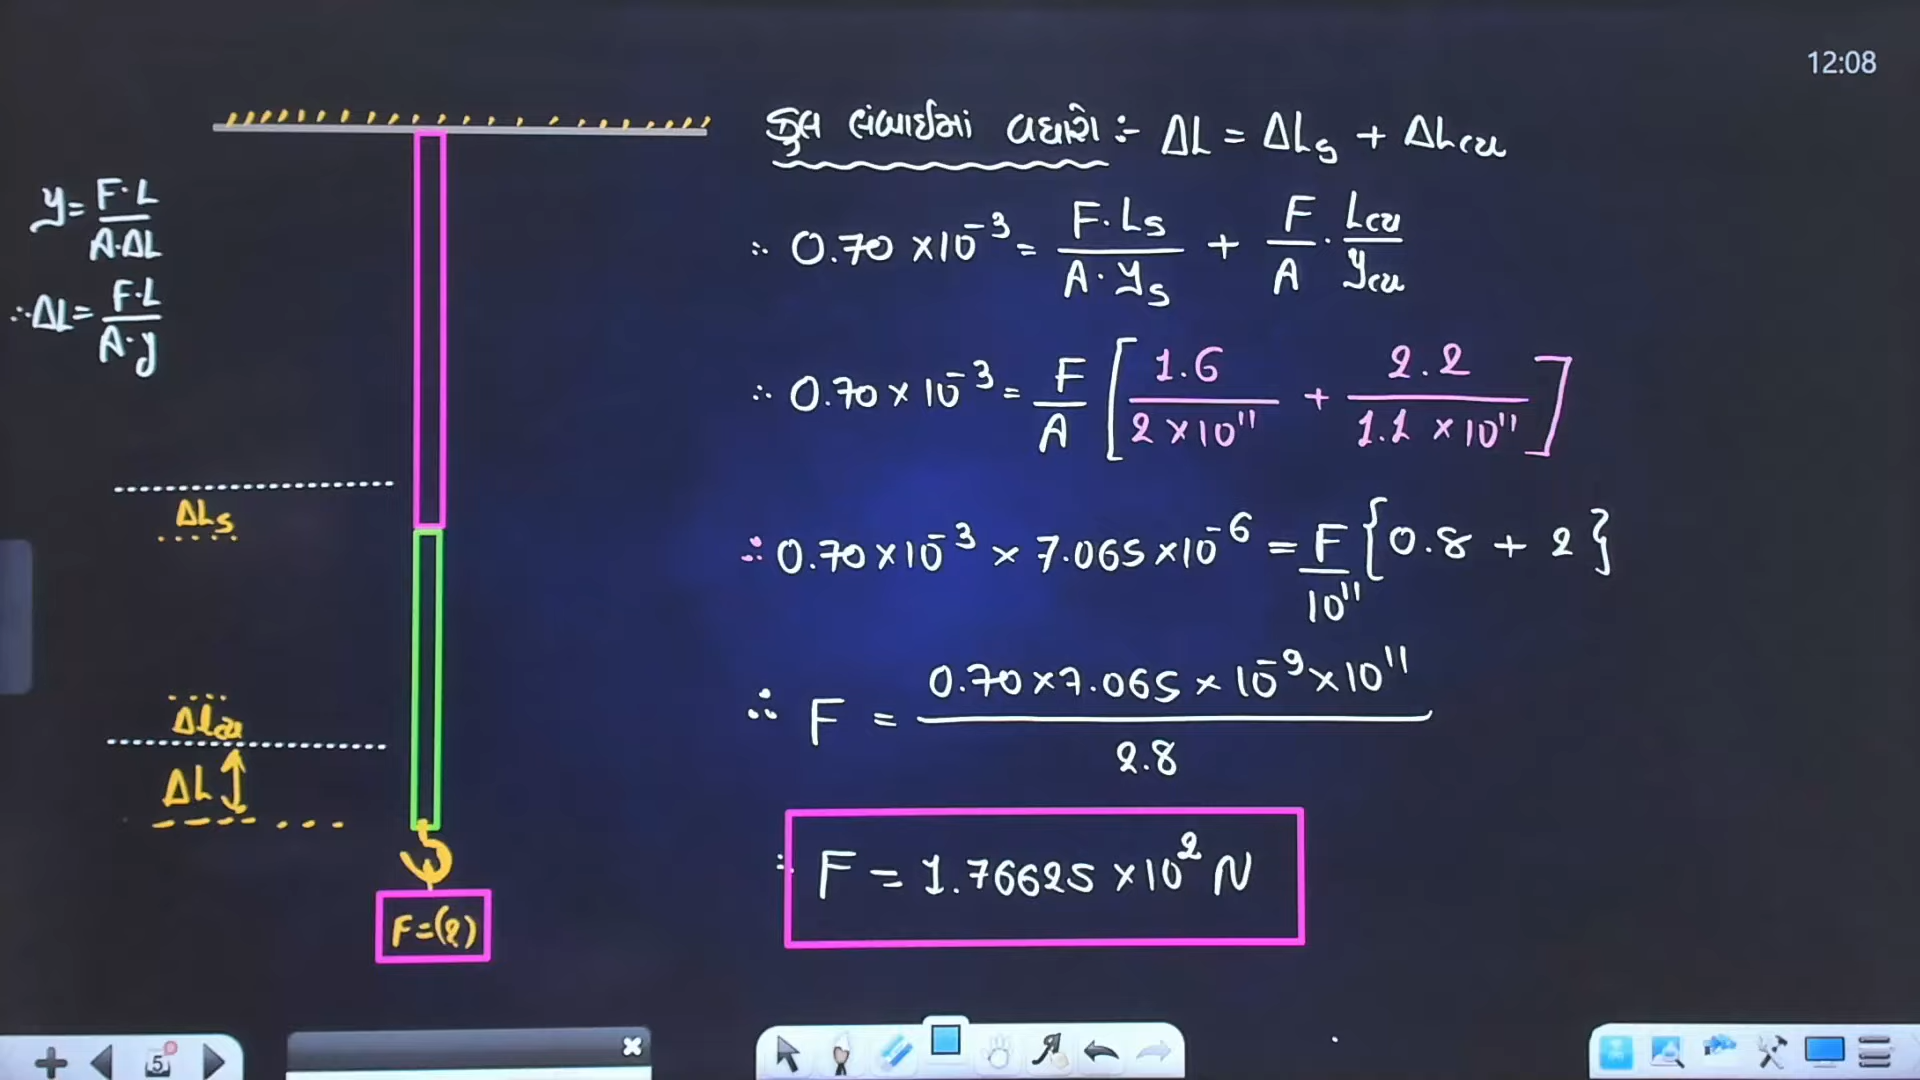 12:08
y = F·L / A·ΔL
∴ ΔL = F·L / A·y
ΔLs
Δlcu
ΔL
F=(?)
કુલ લંબાઈમાં વધારો :- ΔL = ΔLs + ΔLcu
∴ 0.70 × 10⁻³ = F·Ls / A·Ys + F / A · Lcu / Ycu
∴ 0.70 × 10⁻³ = F / A [ 1.6 / 2 × 10¹¹ + 2.2 / 1.1 × 10¹¹ ]
∴ 0.70 × 10⁻³ × 7.065 × 10⁻⁶ = F / 10¹¹ { 0.8 + 2 }
∴ F = 0.70 × 7.065 × 10⁻⁹ × 10¹¹ / 2.8
∴ F = 1.76625 × 10² N
5